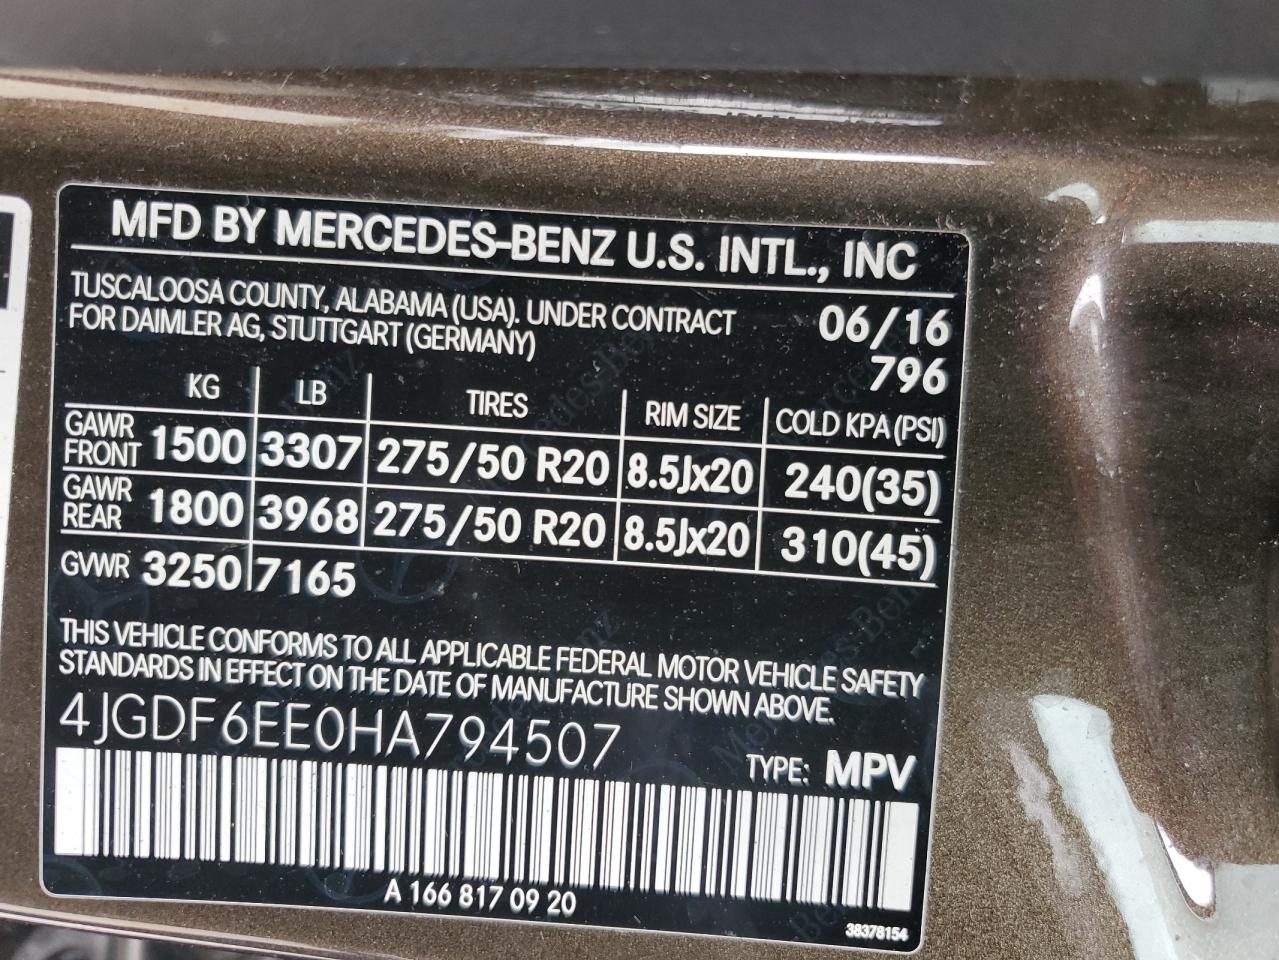 MFD BY MERCEDES-BENZ U.S. INTL., INC
TUSCALOOSA COUNTY, ALABAMA (USA). UNDER CONTRACT
FOR DAIMLER AG, STUTTGART (GERMANY)
06/16
796
KG LB TIRES RIM SIZE COLD KPA (PSI)
GAWR FRONT 1500 3307 275/50 R20 8.5Jx20 240(35)
GAWR REAR 1800 3968 275/50 R20 8.5Jx20 310(45)
GVWR 3250 7165
THIS VEHICLE CONFORMS TO ALL APPLICABLE FEDERAL MOTOR VEHICLE SAFETY
STANDARDS IN EFFECT ON THE DATE OF MANUFACTURE SHOWN ABOVE.
4JGDF6EE0HA794507
TYPE: MPV
A 166 817 09 20
38378154